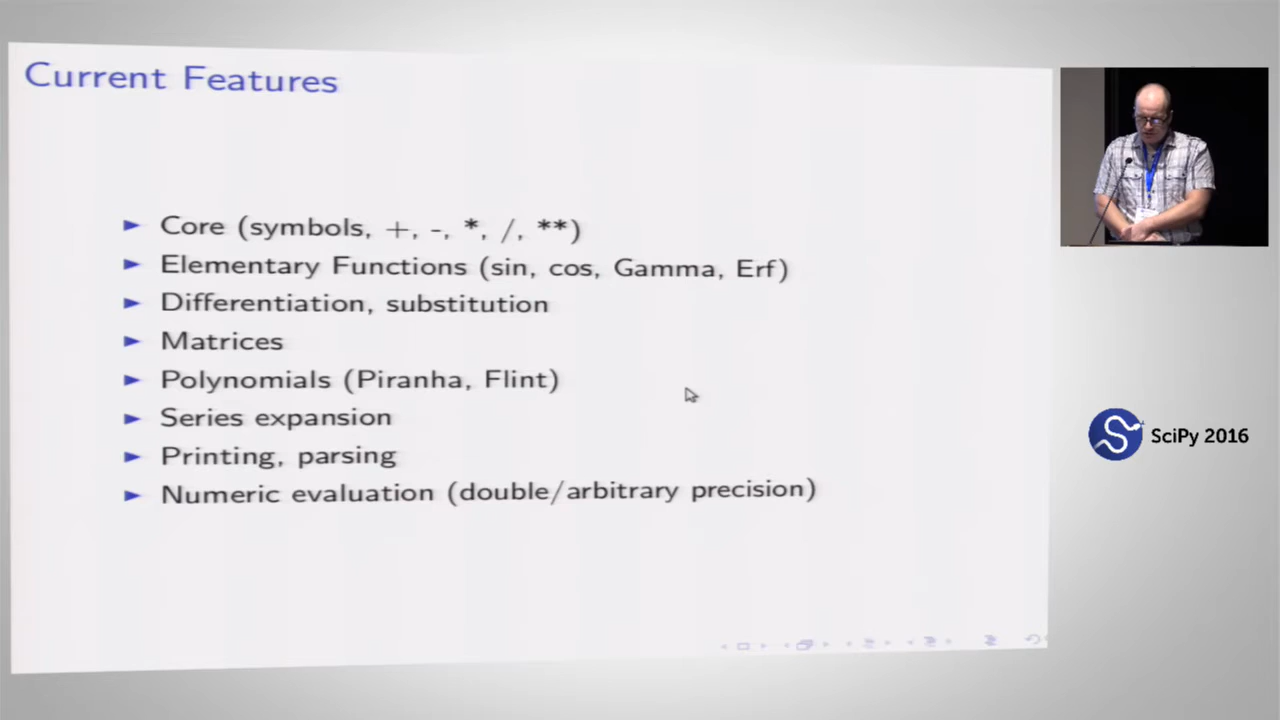 Current Features
Core (symbols, +, -, *, /, **)
Elementary Functions (sin, cos, Gamma, Erf)
Differentiation, substitution
Matrices
Polynomials (Piranha, Flint)
Series expansion
Printing, parsing
Numeric evaluation (double/arbitrary precision)
SciPy 2016